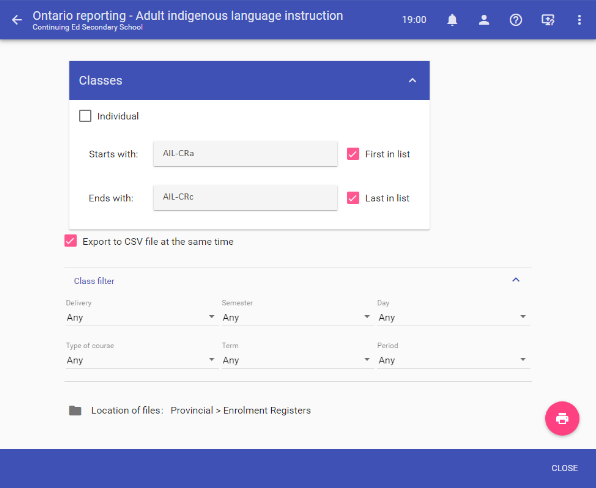 Ontario reporting - Adult indigenous language instruction
19:00
Continuing Ed Secondary School
Classes
Individual
Starts with: AIL-CRa First in list
Ends with: AIL-CRc Last in list
Export to CSV file at the same time
Class filter
Delivery Semester Day
Any Any Any
Type of course Term Period
Any Any Any
Location of files: Provincial > Enrolment Registers
CLOSE